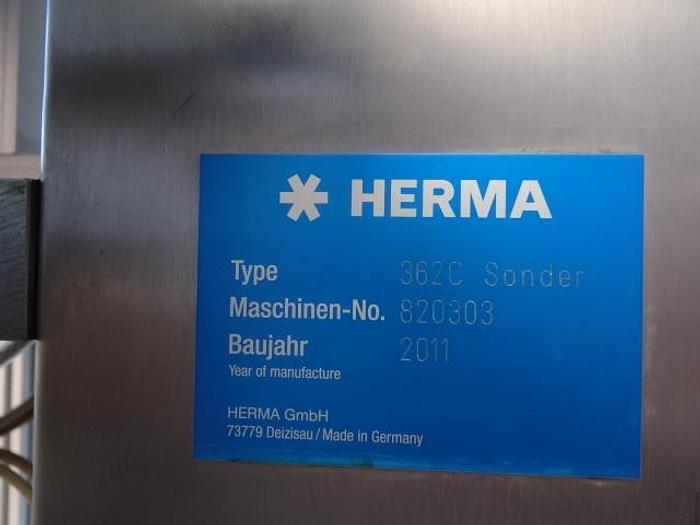 HERMA
Type 362C Sonder
Maschinen-No. 820303
Baujahr 2011
Year of manufacture
HERMA GmbH
73779 Deizisau / Made in Germany